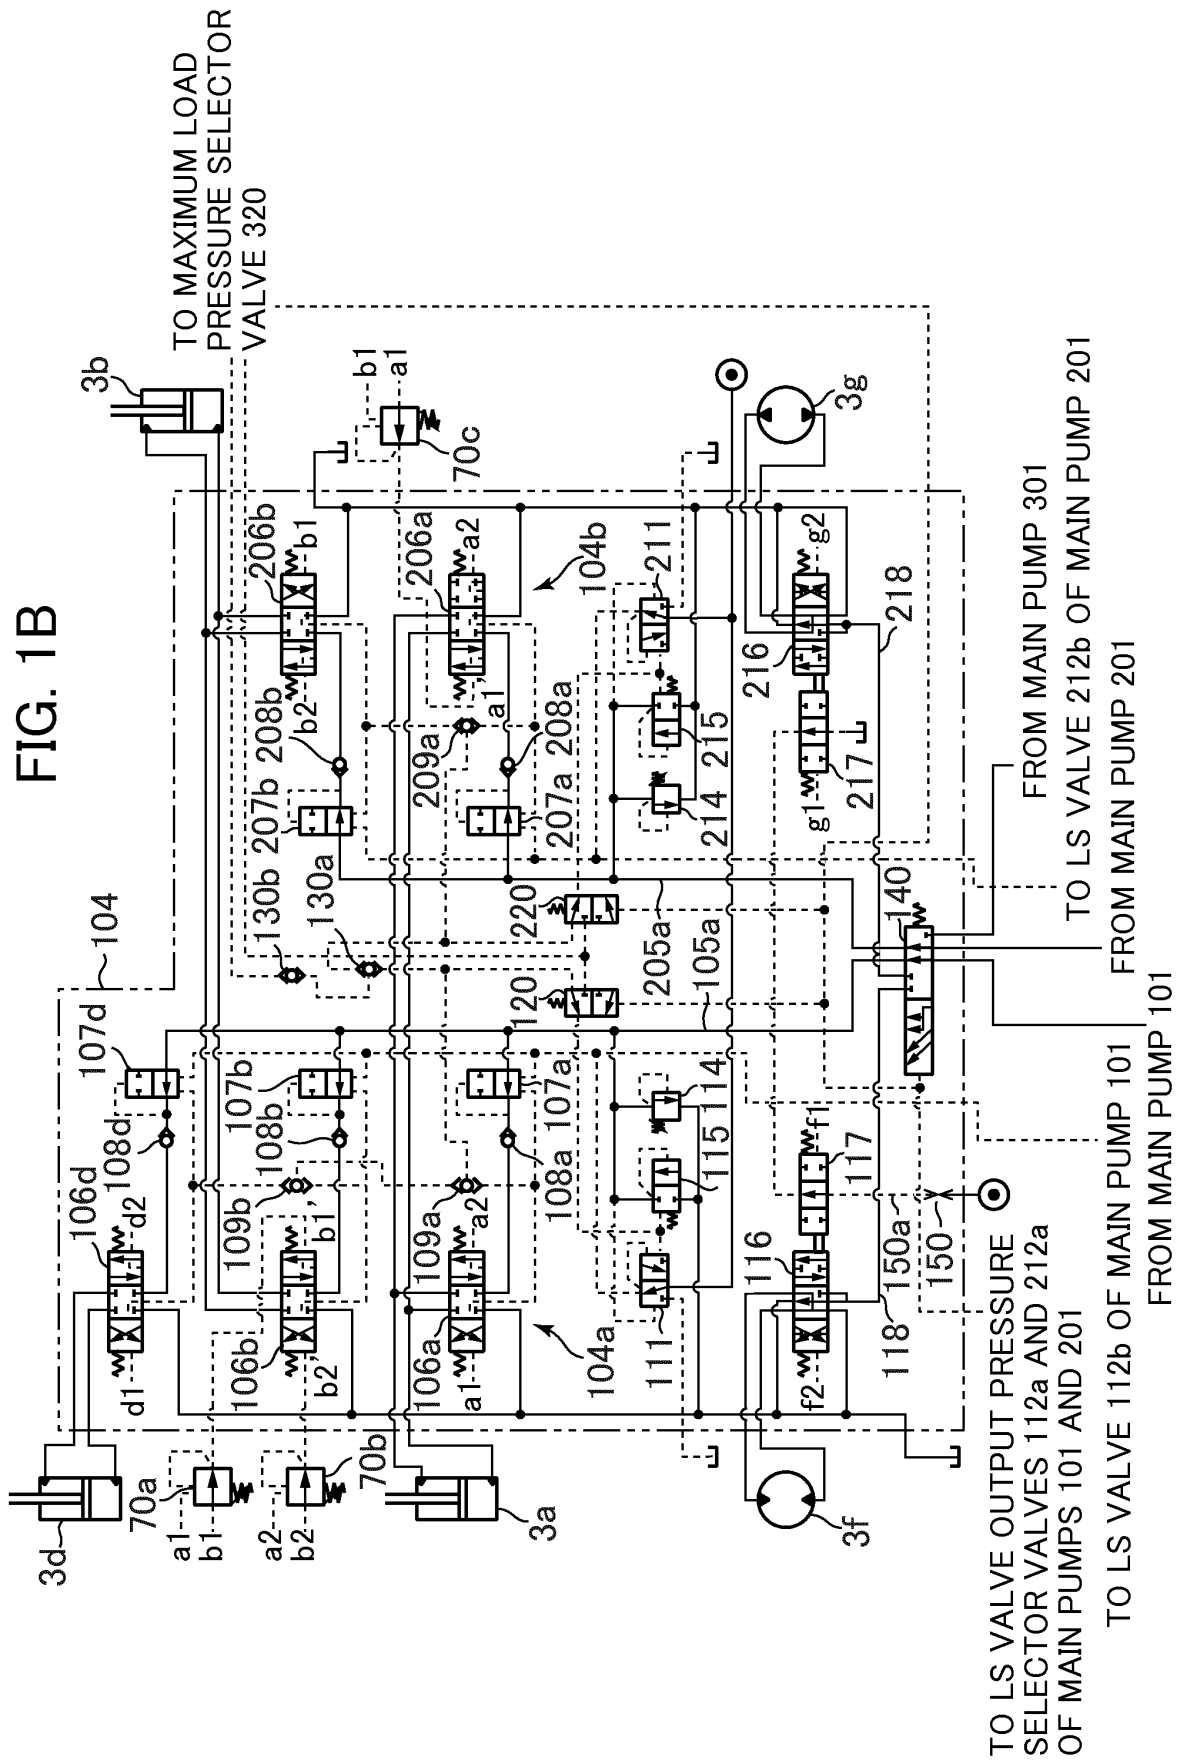 FIG. 1B
TO MAXIMUM LOAD
PRESSURE SELECTOR
VALVE 320
3b
b1
a1
70c
104
206b
b1
b2
208b
207b
130b
130a
107d
108d
106d
d2
d1
3d
107b
108b
109b
b1'
106b
b2'
70a
a1
b1
70b
a2
b2
206a
a2
a1'
209a
208a
207a
104b
107a
108a
109a
a2
106a
a1
104a
3a
220
120
211
215
214
205a
105a
114
115
111
3g
g2
216
217
g1
218
140
f1
117
116
150a
150
118
f2
3f
FROM MAIN PUMP 301
TO LS VALVE 212b OF MAIN PUMP 201
FROM MAIN PUMP 201
TO LS VALVE OUTPUT PRESSURE
SELECTOR VALVES 112a AND 212a
OF MAIN PUMPS 101 AND 201
TO LS VALVE 112b OF MAIN PUMP 101
FROM MAIN PUMP 101